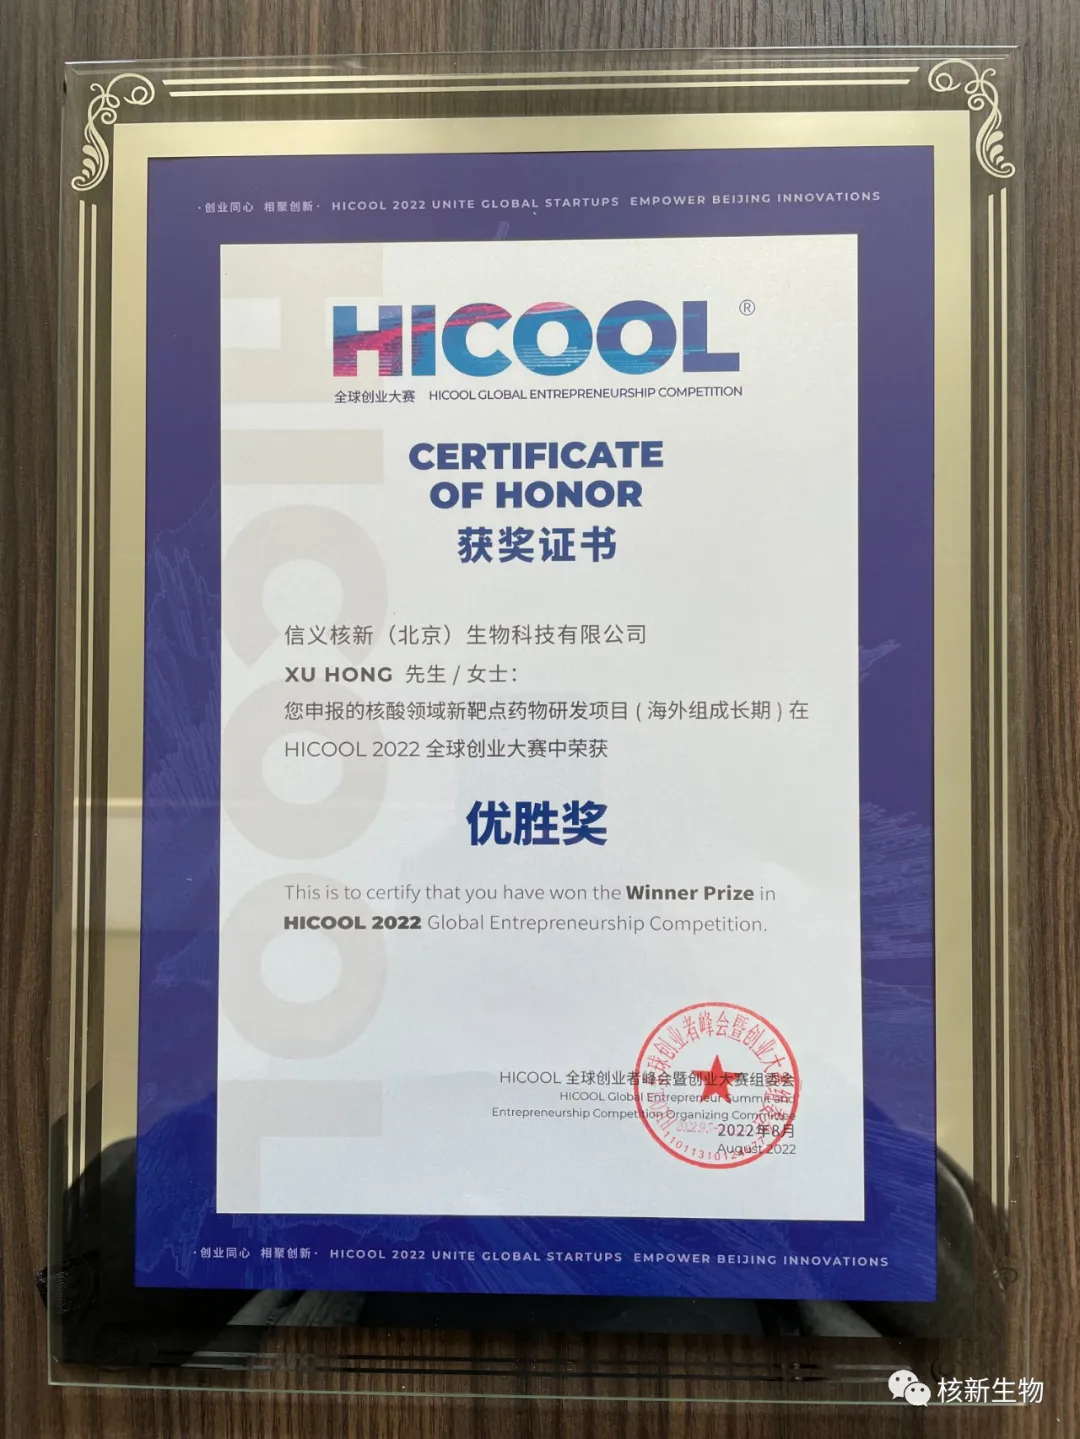 ·创业同心 相聚创新· HICOOL 2022 UNITE GLOBAL STARTUPS EMPOWER BEIJING INNOVATIONS
HICOOL®
全球创业大赛 HICOOL GLOBAL ENTREPRENEURSHIP COMPETITION
CERTIFICATE
OF HONOR
获奖证书
信义核新（北京）生物科技有限公司
XU HONG 先生 / 女士：
您申报的核酸领域新靶点药物研发项目 ( 海外组成长期 ) 在
HICOOL 2022 全球创业大赛中荣获
优胜奖
This is to certify that you have won the Winner Prize in
HICOOL 2022 Global Entrepreneurship Competition.
HICOOL 全球创业者峰会暨创业大赛组委会
HICOOL Global Entrepreneur Summit and
Entrepreneurship Competition Organizing Committee
2022年8月
August 2022
·创业同心 相聚创新· HICOOL 2022 UNITE GLOBAL STARTUPS EMPOWER BEIJING INNOVATIONS
核新生物